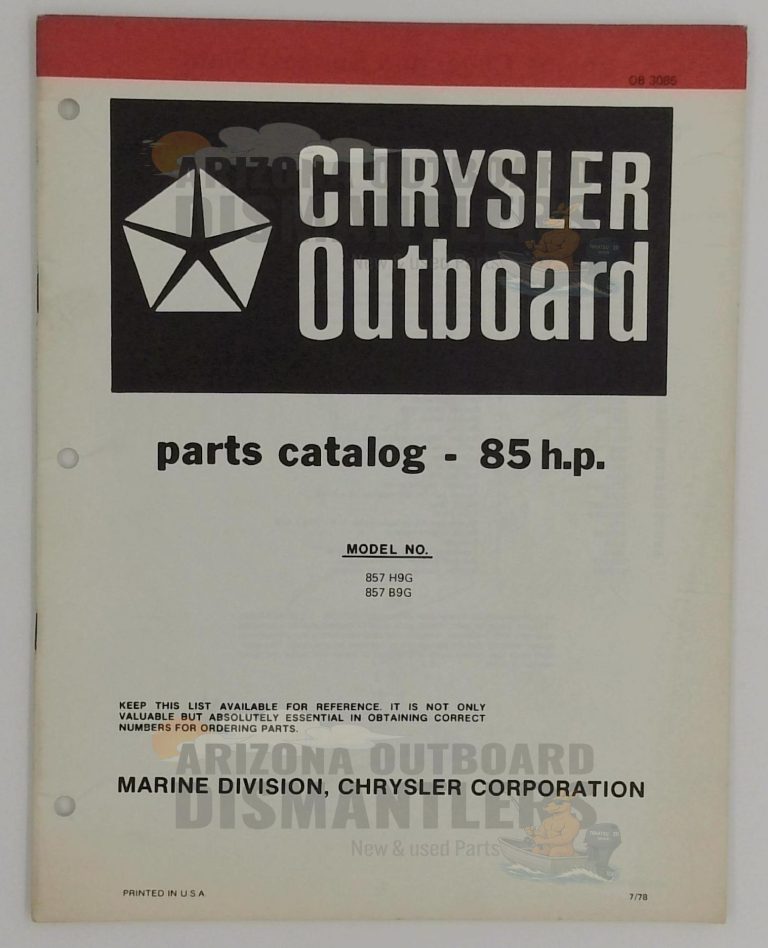 OB 3085
CHRYSLER
Outboard
parts catalog - 85 h.p.
MODEL NO.
857 H9G
857 B9G
KEEP THIS LIST AVAILABLE FOR REFERENCE. IT IS NOT ONLY
VALUABLE BUT ABSOLUTELY ESSENTIAL IN OBTAINING CORRECT
NUMBERS FOR ORDERING PARTS.
ARIZONA OUTBOARD
MARINE DIVISION, CHRYSLER CORPORATION
DISMANTLERS
New & used Parts
PRINTED IN U.S.A.
7/78